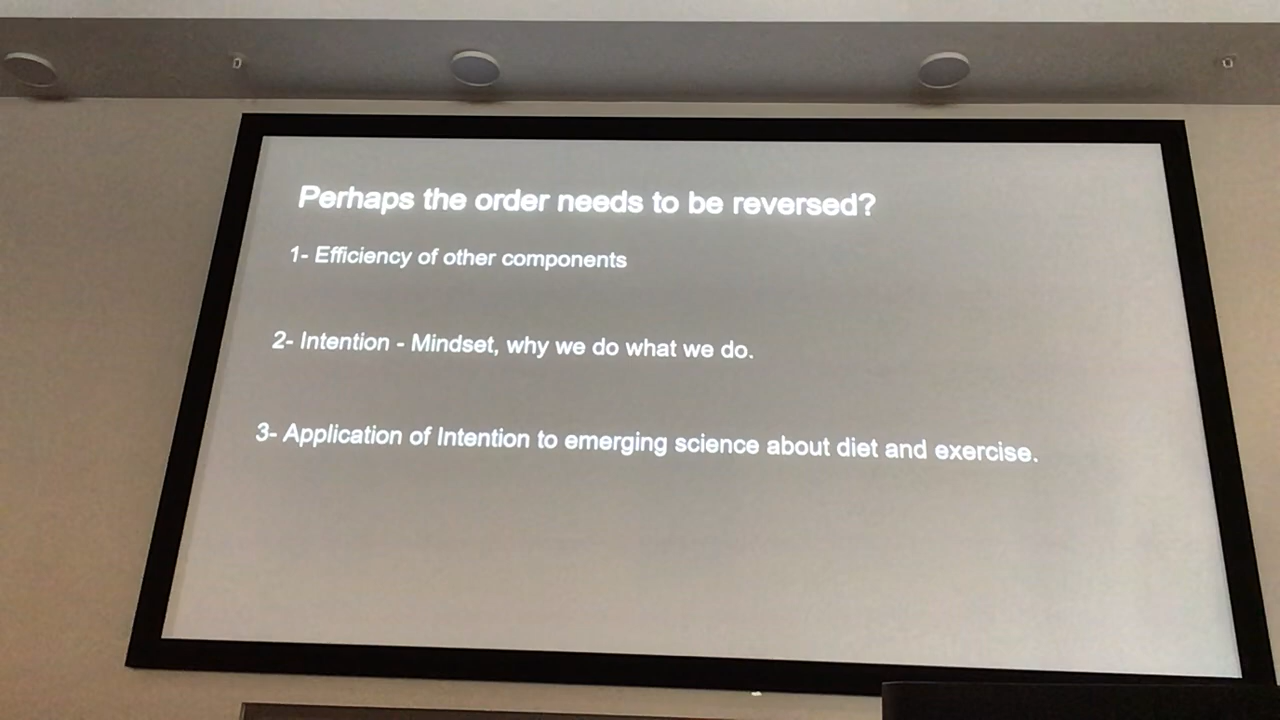 Perhaps the order needs to be reversed?
1- Efficiency of other components
2- Intention - Mindset, why we do what we do.
3- Application of Intention to emerging science about diet and exercise.